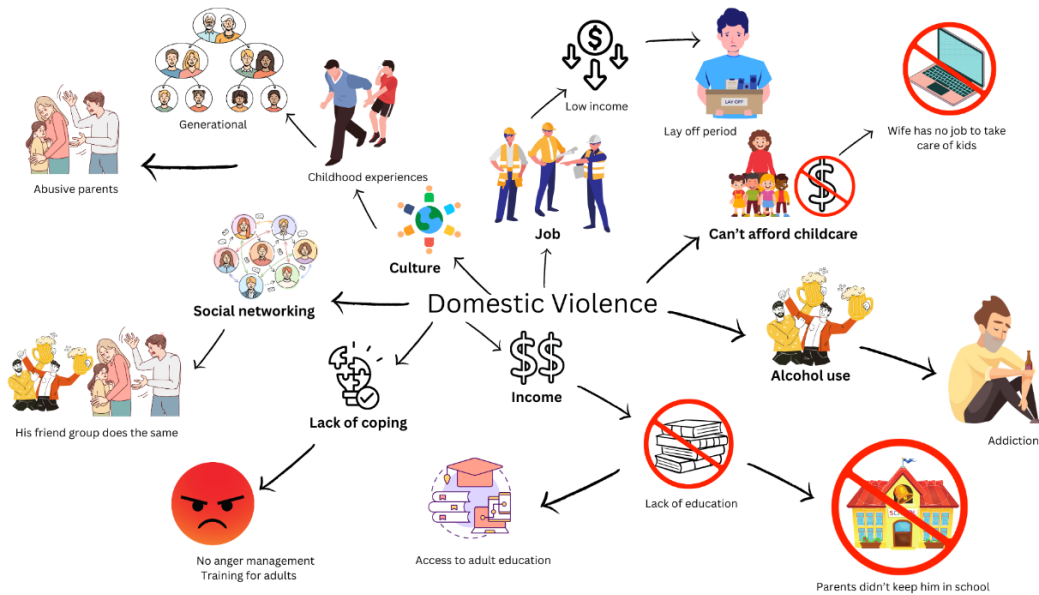 Low income
LAY OFF
Generational
Lay off period
Wife has no job to take
care of kids
Abusive parents
Childhood experiences
Job
Can't afford childcare
Culture
Social networking
Domestic Violence
Alcohol use
Income
Lack of coping
His friend group does the same
Addiction
Lack of education
SCHOOL
No anger management
Training for adults
Access to adult education
Parents didn't keep him in school